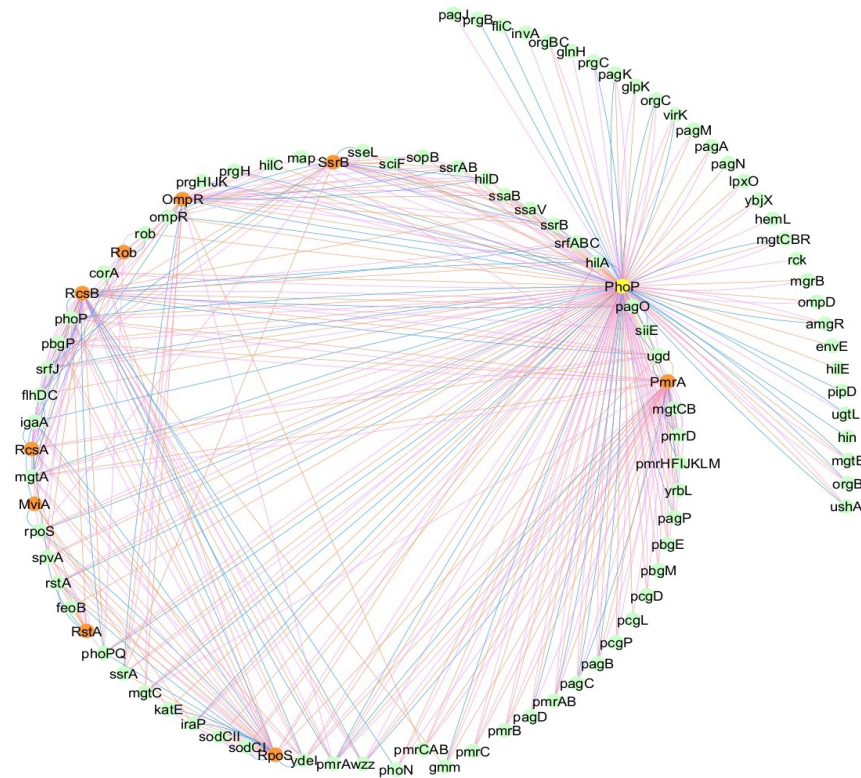 pagJ
prgB
fliC
invA
orgBC
glnH
prgC
pagK
glpK
orgC
virK
pagM
pagA
pagN
lpxO
ybjX
hemL
mgtCBR
rck
mgrB
ompD
amgR
envE
hilE
pipD
ugtL
hin
orgB
ushA
sseL
SsrB
map
hilC
prgH
prgHIJK
OmpR
ompR
rob
Rob
corA
RcsB
phoP
pbgP
srfJ
flhDC
igaA
RcsA
mgtA
MviA
rpoS
spvA
rstA
feoB
RstA
phoPQ
ssrA
mgtC
katE
iraP
sodCII
sodCI
RpoS
ydeI
pmrA
wzz
phoN
pmrCAB
gmm
pmrC
pmrB
pagD
pmrAB
pagC
pagB
pcgP
pcgL
pcgD
pbgM
pbgE
pagP
yrbL
pmrHFIJKLM
pmrD
mgtCB
PmrA
ugd
siiE
pagO
PhoP
hilA
srfABC
ssrB
ssaV
ssaB
hilD
ssrAB
sopB
sciF